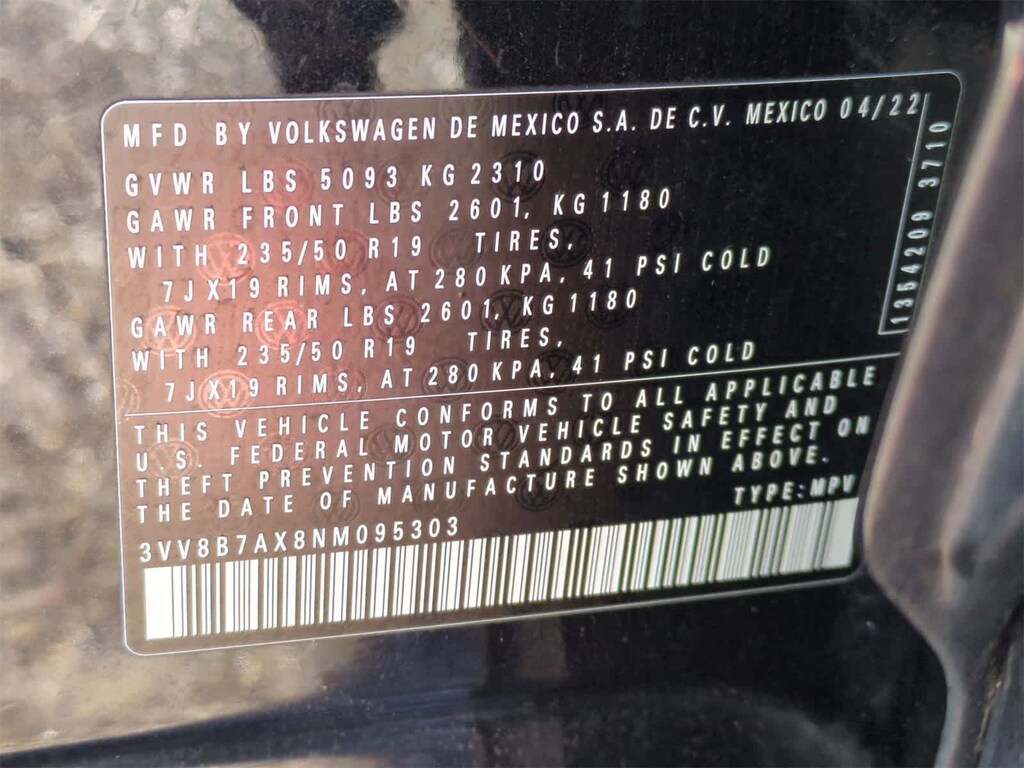 MFD BY VOLKSWAGEN DE MEXICO S.A. DE C.V. MEXICO 04/22
GVWR LBS 5093 KG 2310
GAWR FRONT LBS 2601, KG 1180
WITH 235/50 R19 TIRES,
7JX19 RIMS, AT 280 KPA, 41 PSI COLD
GAWR REAR LBS 2601, KG 1180
WITH 235/50 R19 TIRES,
7JX19 RIMS, AT 280 KPA, 41 PSI COLD
1354209 3710
THIS VEHICLE CONFORMS TO ALL APPLICABLE
U.S. FEDERAL MOTOR VEHICLE SAFETY AND
THEFT PREVENTION STANDARDS IN EFFECT ON
THE DATE OF MANUFACTURE SHOWN ABOVE.
TYPE: MPV
3VV8B7AX8NM095303